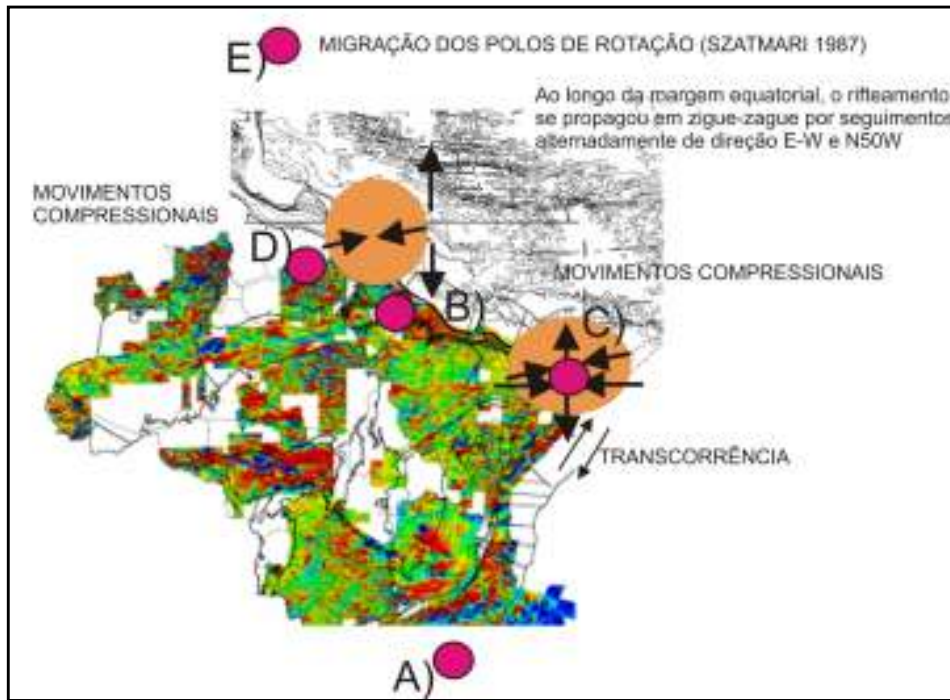 E)
MIGRAÇÃO DOS POLOS DE ROTAÇÃO (SZATMARI 1987)
Ao longo da margem equatorial, o rifteamento
se propagou em zigue-zague por seguimentos
alternadamente de direção E-W e N50W
MOVIMENTOS
COMPRESSIONAIS
D)
MOVIMENTOS COMPRESSIONAIS
B)
C)
TRANSCORRÊNCIA
A)